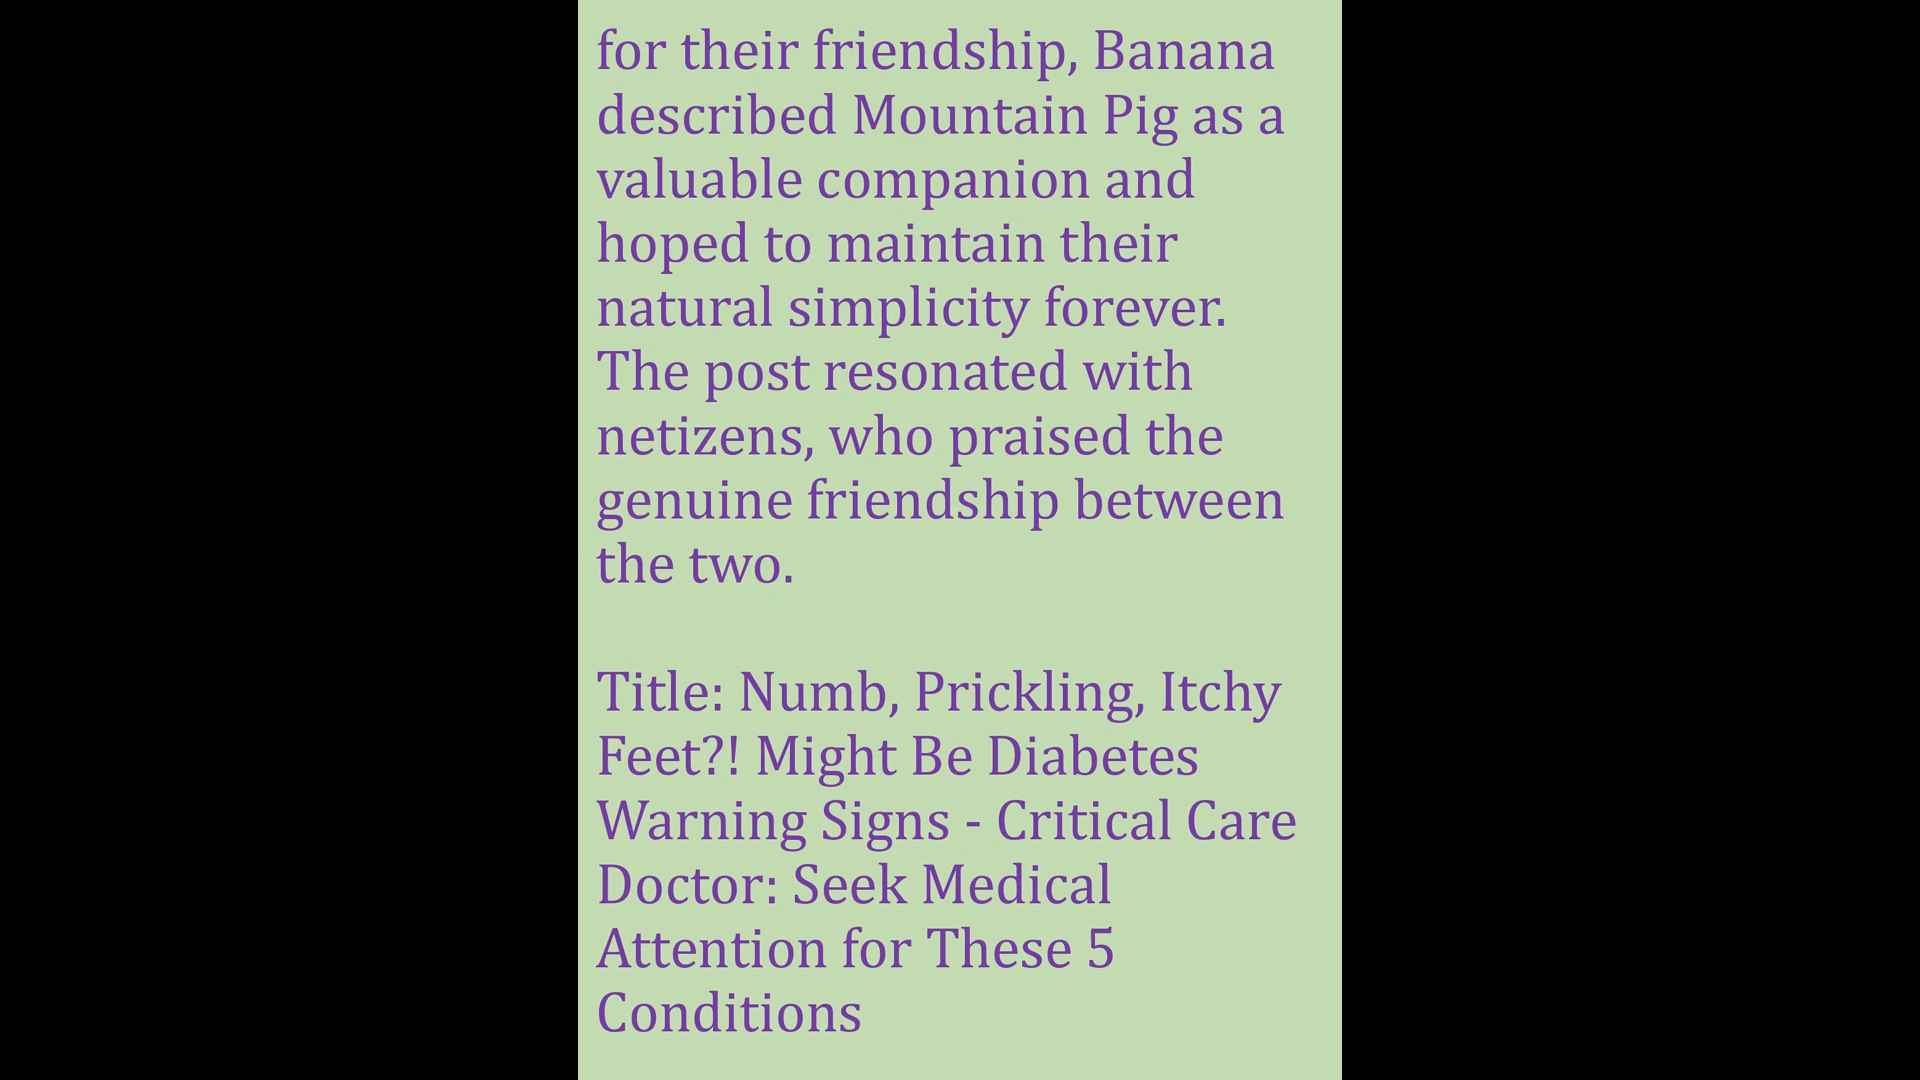 for their friendship, Banana
described Mountain Pig as a
valuable companion and
hoped to maintain their
natural simplicity forever.
The post resonated with
netizens, who praised the
genuine friendship between
the two.
Title: Numb, Prickling, Itchy
Feet?! Might Be Diabetes
Warning Signs - Critical Care
Doctor: Seek Medical
Attention for These 5
Conditions